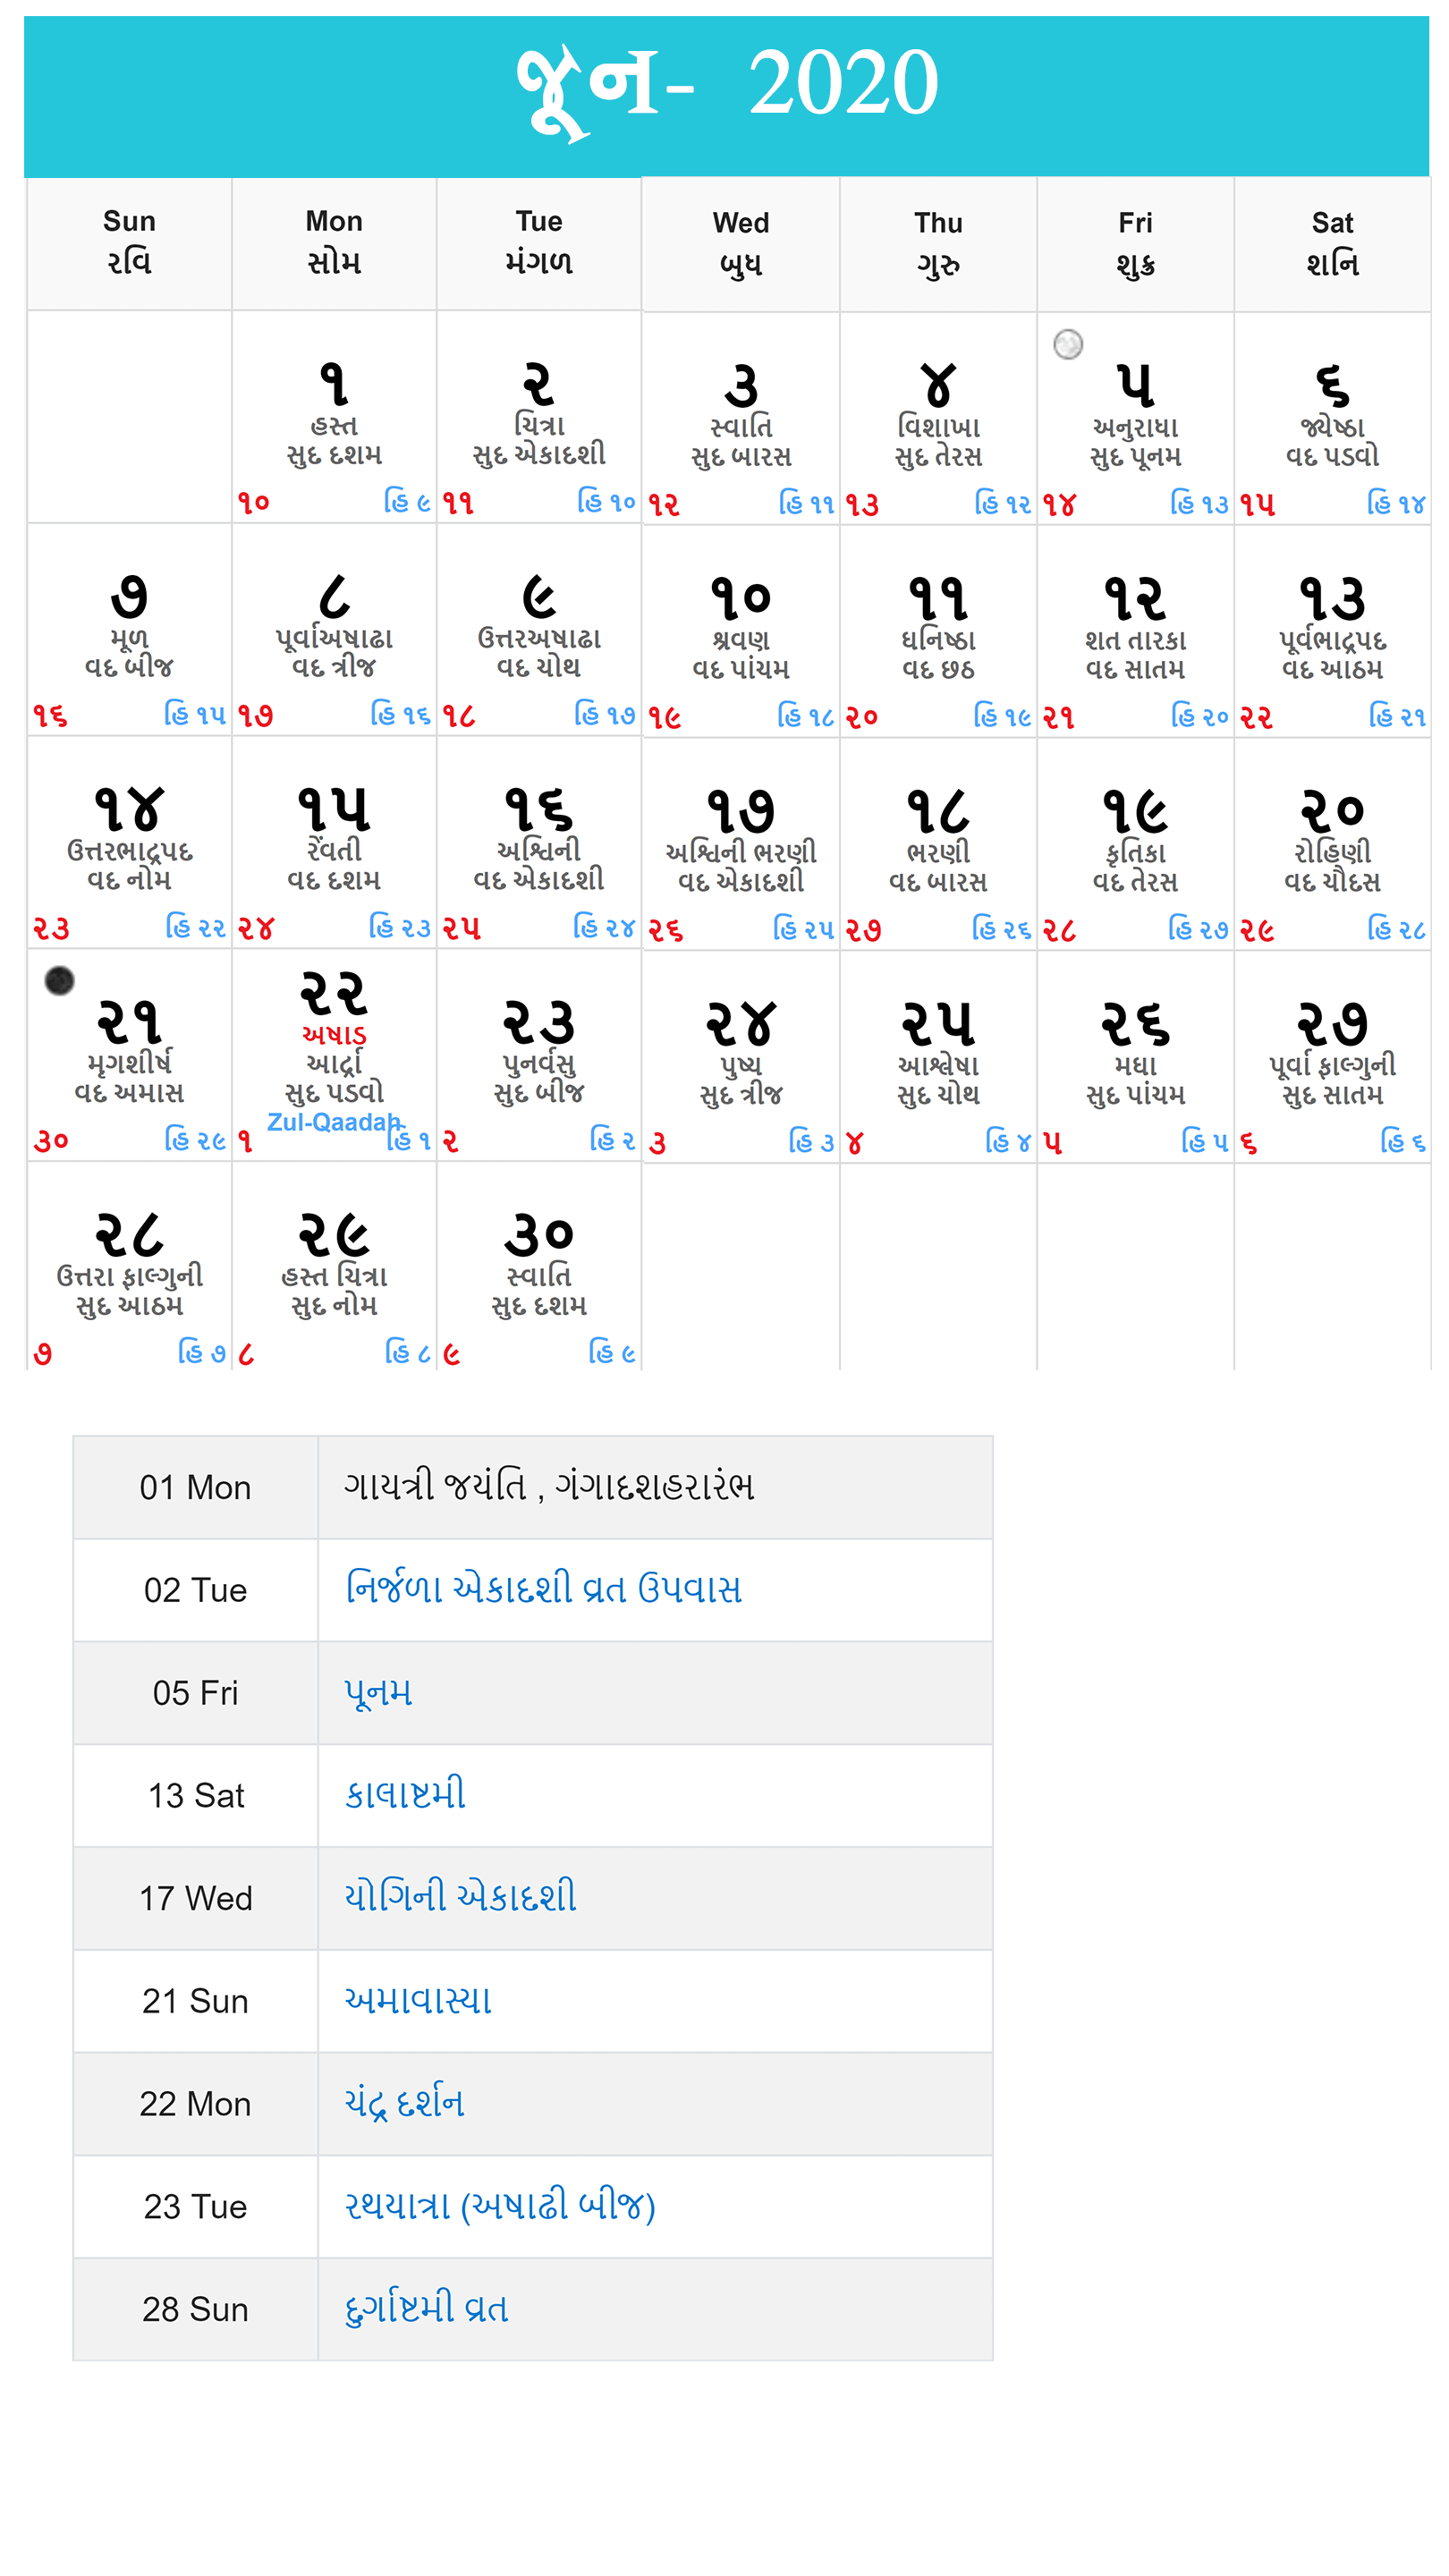 જૂન- 2020
Sun Mon Tue Wed Thu Fri Sat
રવિ સોમ મંગળ બુધ ગુરુ શુક્ર શનિ
૧ ૨ ૩ ૪ ૫ ૬
હસ્ત ચિત્રા સ્વાતિ વિશાખા અનુરાધા જ્યેષ્ઠા
સુદ દશમ સુદ એકાદશી સુદ બારસ સુદ તેરસ સુદ પૂનમ વદ પડવો
૧૦ હિ ૯ ૧૧ હિ ૧૦ ૧૨ હિ ૧૧ ૧૩ હિ ૧૨ ૧૪ હિ ૧૩ ૧૫ હિ ૧૪
૭ ૮ ૯ ૧૦ ૧૧ ૧૨ ૧૩
મૂળ પૂર્વાઅષાઢા ઉત્તરઅષાઢા શ્રવણ ધનિષ્ઠા શત તારકા પૂર્વભાદ્રપદ
વદ બીજ વદ ત્રીજ વદ ચોથ વદ પાંચમ વદ છઠ વદ સાતમ વદ આઠમ
૧૬ હિ ૧૫ ૧૭ હિ ૧૬ ૧૮ હિ ૧૭ ૧૯ હિ ૧૮ ૨૦ હિ ૧૯ ૨૧ હિ ૨૦ ૨૨ હિ ૨૧
૧૪ ૧૫ ૧૬ ૧૭ ૧૮ ૧૯ ૨૦
ઉત્તરભાદ્રપદ રેંવતી અશ્વિની અશ્વિની ભરણી ભરણી કૃતિકા રોહિણી
વદ નોમ વદ દશમ વદ એકાદશી વદ એકાદશી વદ બારસ વદ તેરસ વદ ચૌદસ
૨૩ હિ ૨૨ ૨૪ હિ ૨૩ ૨૫ હિ ૨૪ ૨૬ હિ ૨૫ ૨૭ હિ ૨૬ ૨૮ હિ ૨૭ ૨૯ હિ ૨૮
૨૧ ૨૨ ૨૩ ૨૪ ૨૫ ૨૬ ૨૭
અષાડ
મૃગશીર્ષ આર્દ્રા પુનર્વસુ પુષ્ય આશ્લેષા મઘા પૂર્વા ફાલ્ગુની
વદ અમાસ સુદ પડવો સુદ બીજ સુદ ત્રીજ સુદ ચોથ સુદ પાંચમ સુદ સાતમ
Zul-Qaadah
૩૦ હિ ૨૯ ૧ હિ ૧ ૨ હિ ૨ ૩ હિ ૩ ૪ હિ ૪ ૫ હિ ૫ ૬ હિ ૬
૨૮ ૨૯ ૩૦
ઉત્તરા ફાલ્ગુની હસ્ત ચિત્રા સ્વાતિ
સુદ આઠમ સુદ નોમ સુદ દશમ
૭ હિ ૭ ૮ હિ ૮ ૯ હિ ૯
01 Mon ગાયત્રી જયંતિ , ગંગાદશહરારંભ
02 Tue નિર્જળા એકાદશી વ્રત ઉપવાસ
05 Fri પૂનમ
13 Sat કાલાષ્ટમી
17 Wed યોગિની એકાદશી
21 Sun અમાવાસ્યા
22 Mon ચંદ્ર દર્શન
23 Tue રથયાત્રા (અષાઢી બીજ)
28 Sun દુર્ગાષ્ટમી વ્રત